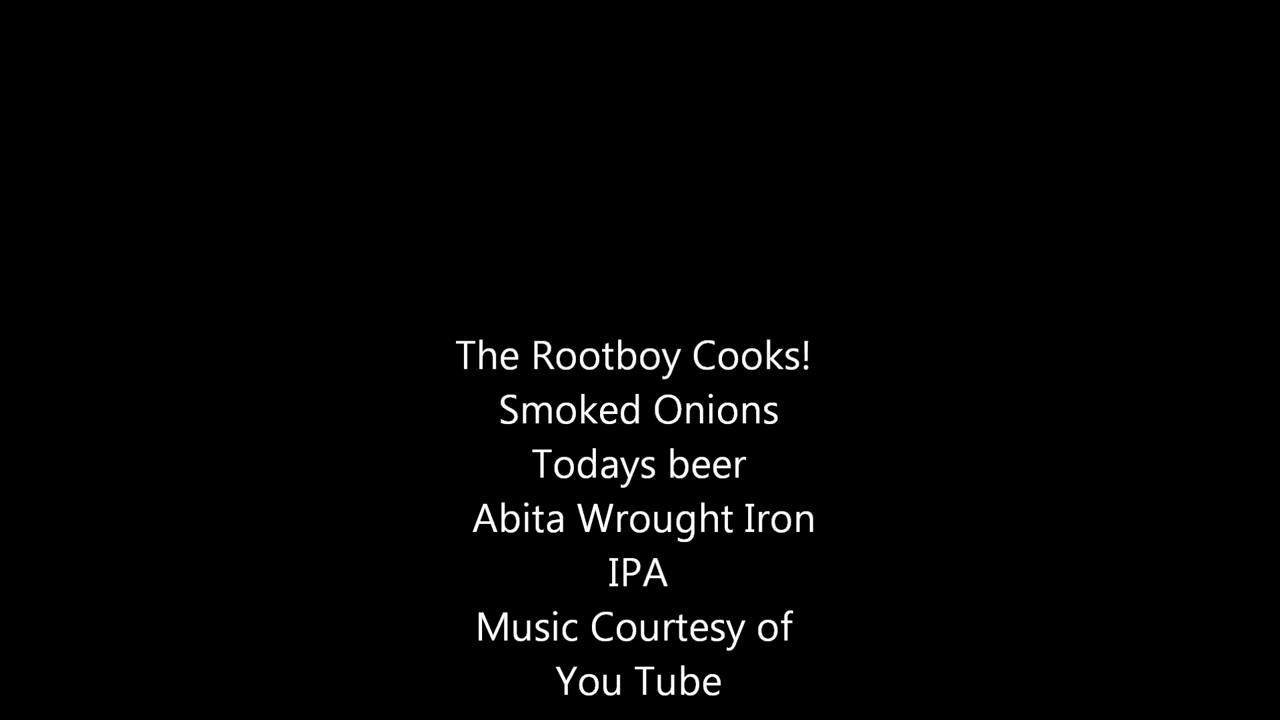 The Rootboy Cooks!
Smoked Onions
Todays beer
Abita Wrought Iron
IPA
Music Courtesy of
You Tube